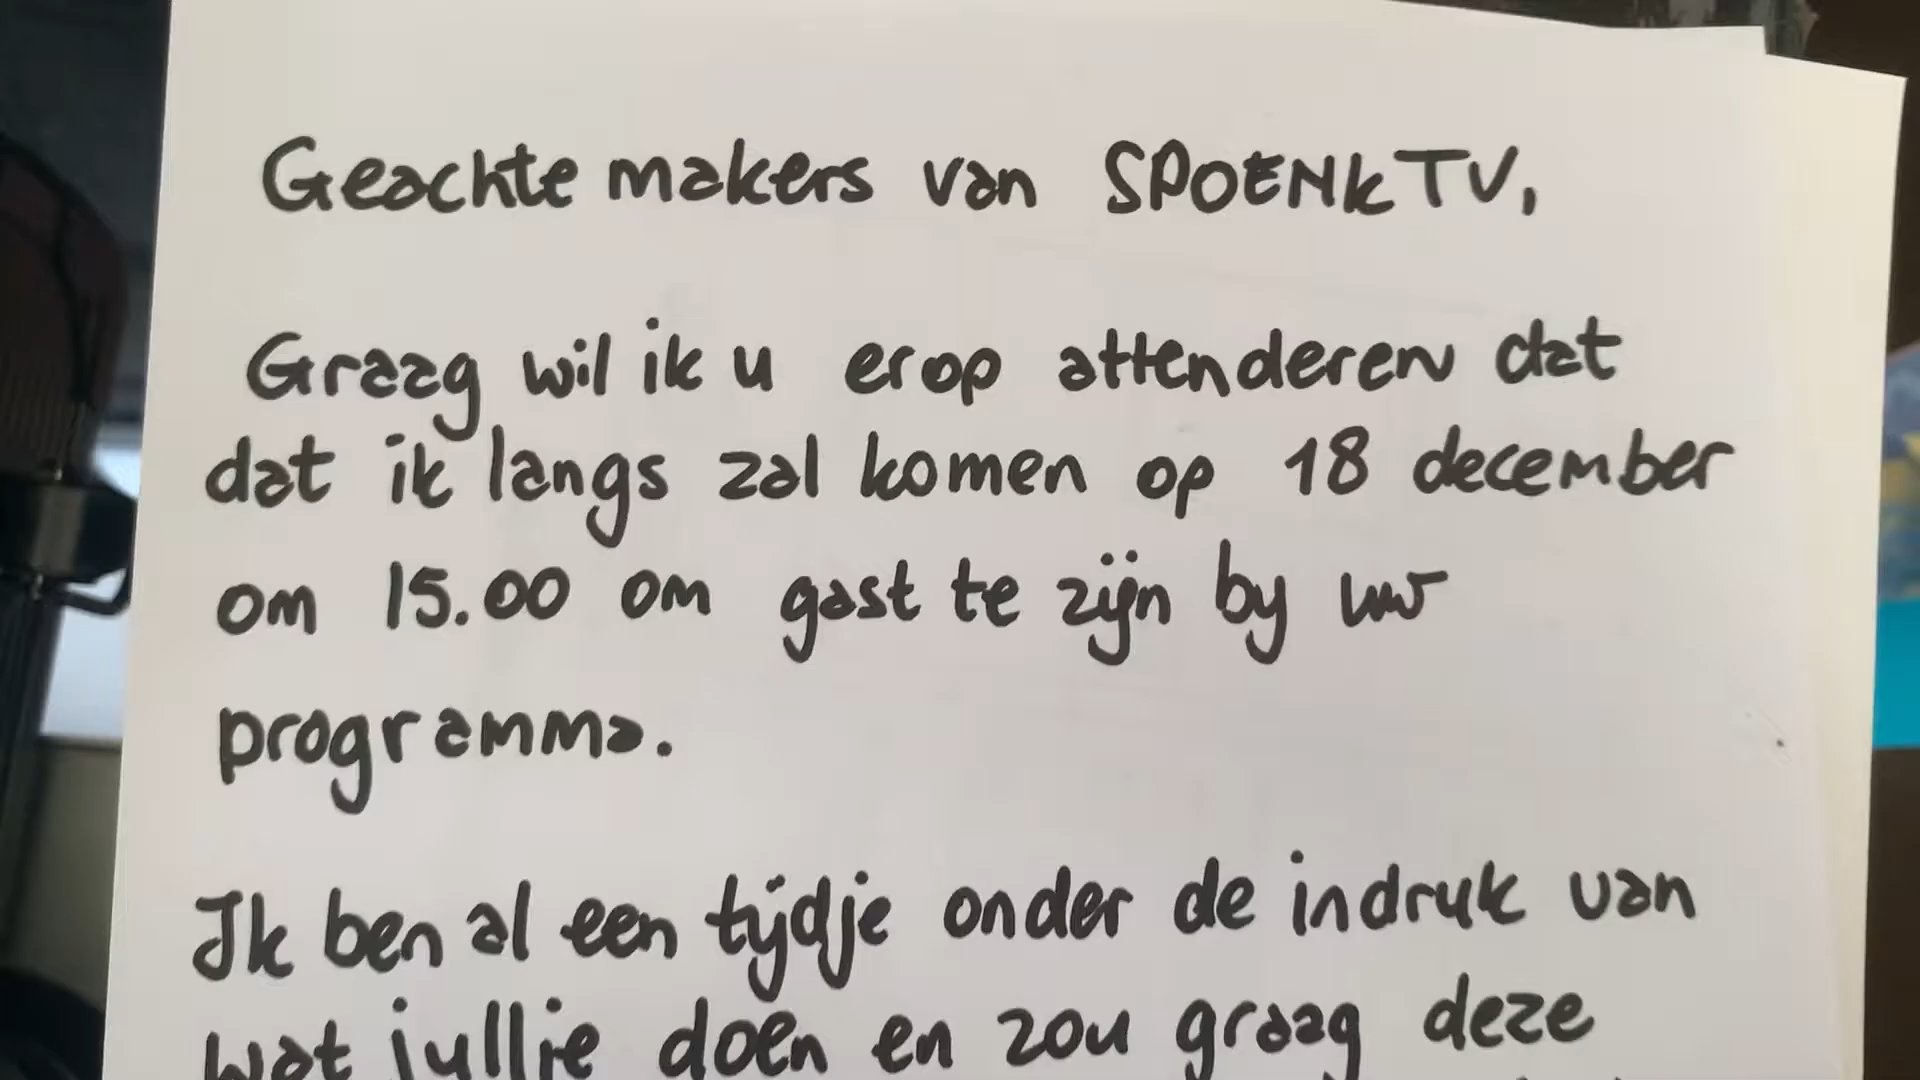 Geachte makers van SPOENK TV,
Graag wil ik u erop attenderen dat
dat ik langs zal komen op 18 december
om 15.00 om gast te zijn by uw
programma.
Ik ben al een tijdje onder de indruk van
wat jullie doen en zou graag deze